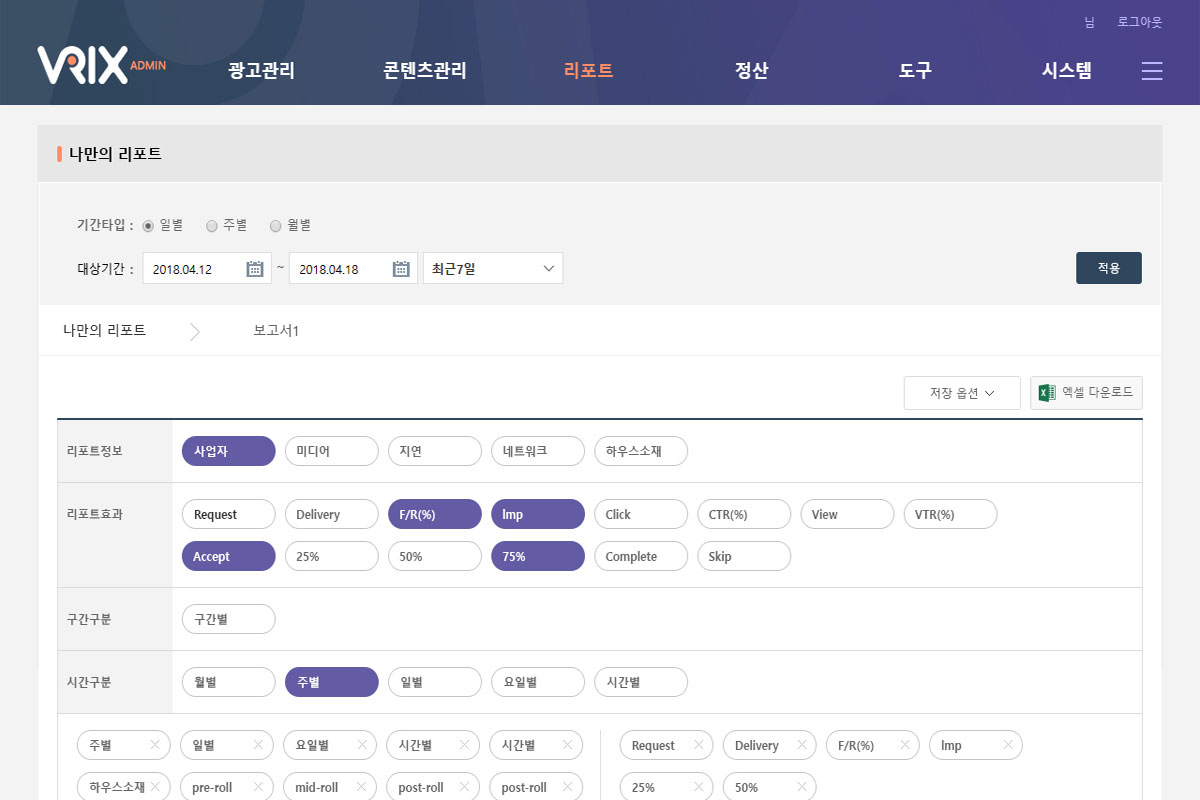 님 로그아웃
VRIX ADMIN 광고관리 콘텐츠관리 리포트 정산 도구 시스템
나만의 리포트
기간타입 : 일별 주별 월별
대상기간 : 2018.04.12 ~ 2018.04.18 최근7일 적용
나만의 리포트 보고서1
저장 옵션 엑셀 다운로드
리포트정보 사업자 미디어 지연 네트워크 하우스소재
리포트효과 Request Delivery F/R(%) Imp Click CTR(%) View VTR(%)
Accept 25% 50% 75% Complete Skip
구간구분 구간별
시간구분 월별 주별 일별 요일별 시간별
주별 일별 요일별 시간별 시간별 Request Delivery F/R(%) Imp
하우스소재 pre-roll mid-roll post-roll post-roll 25% 50%